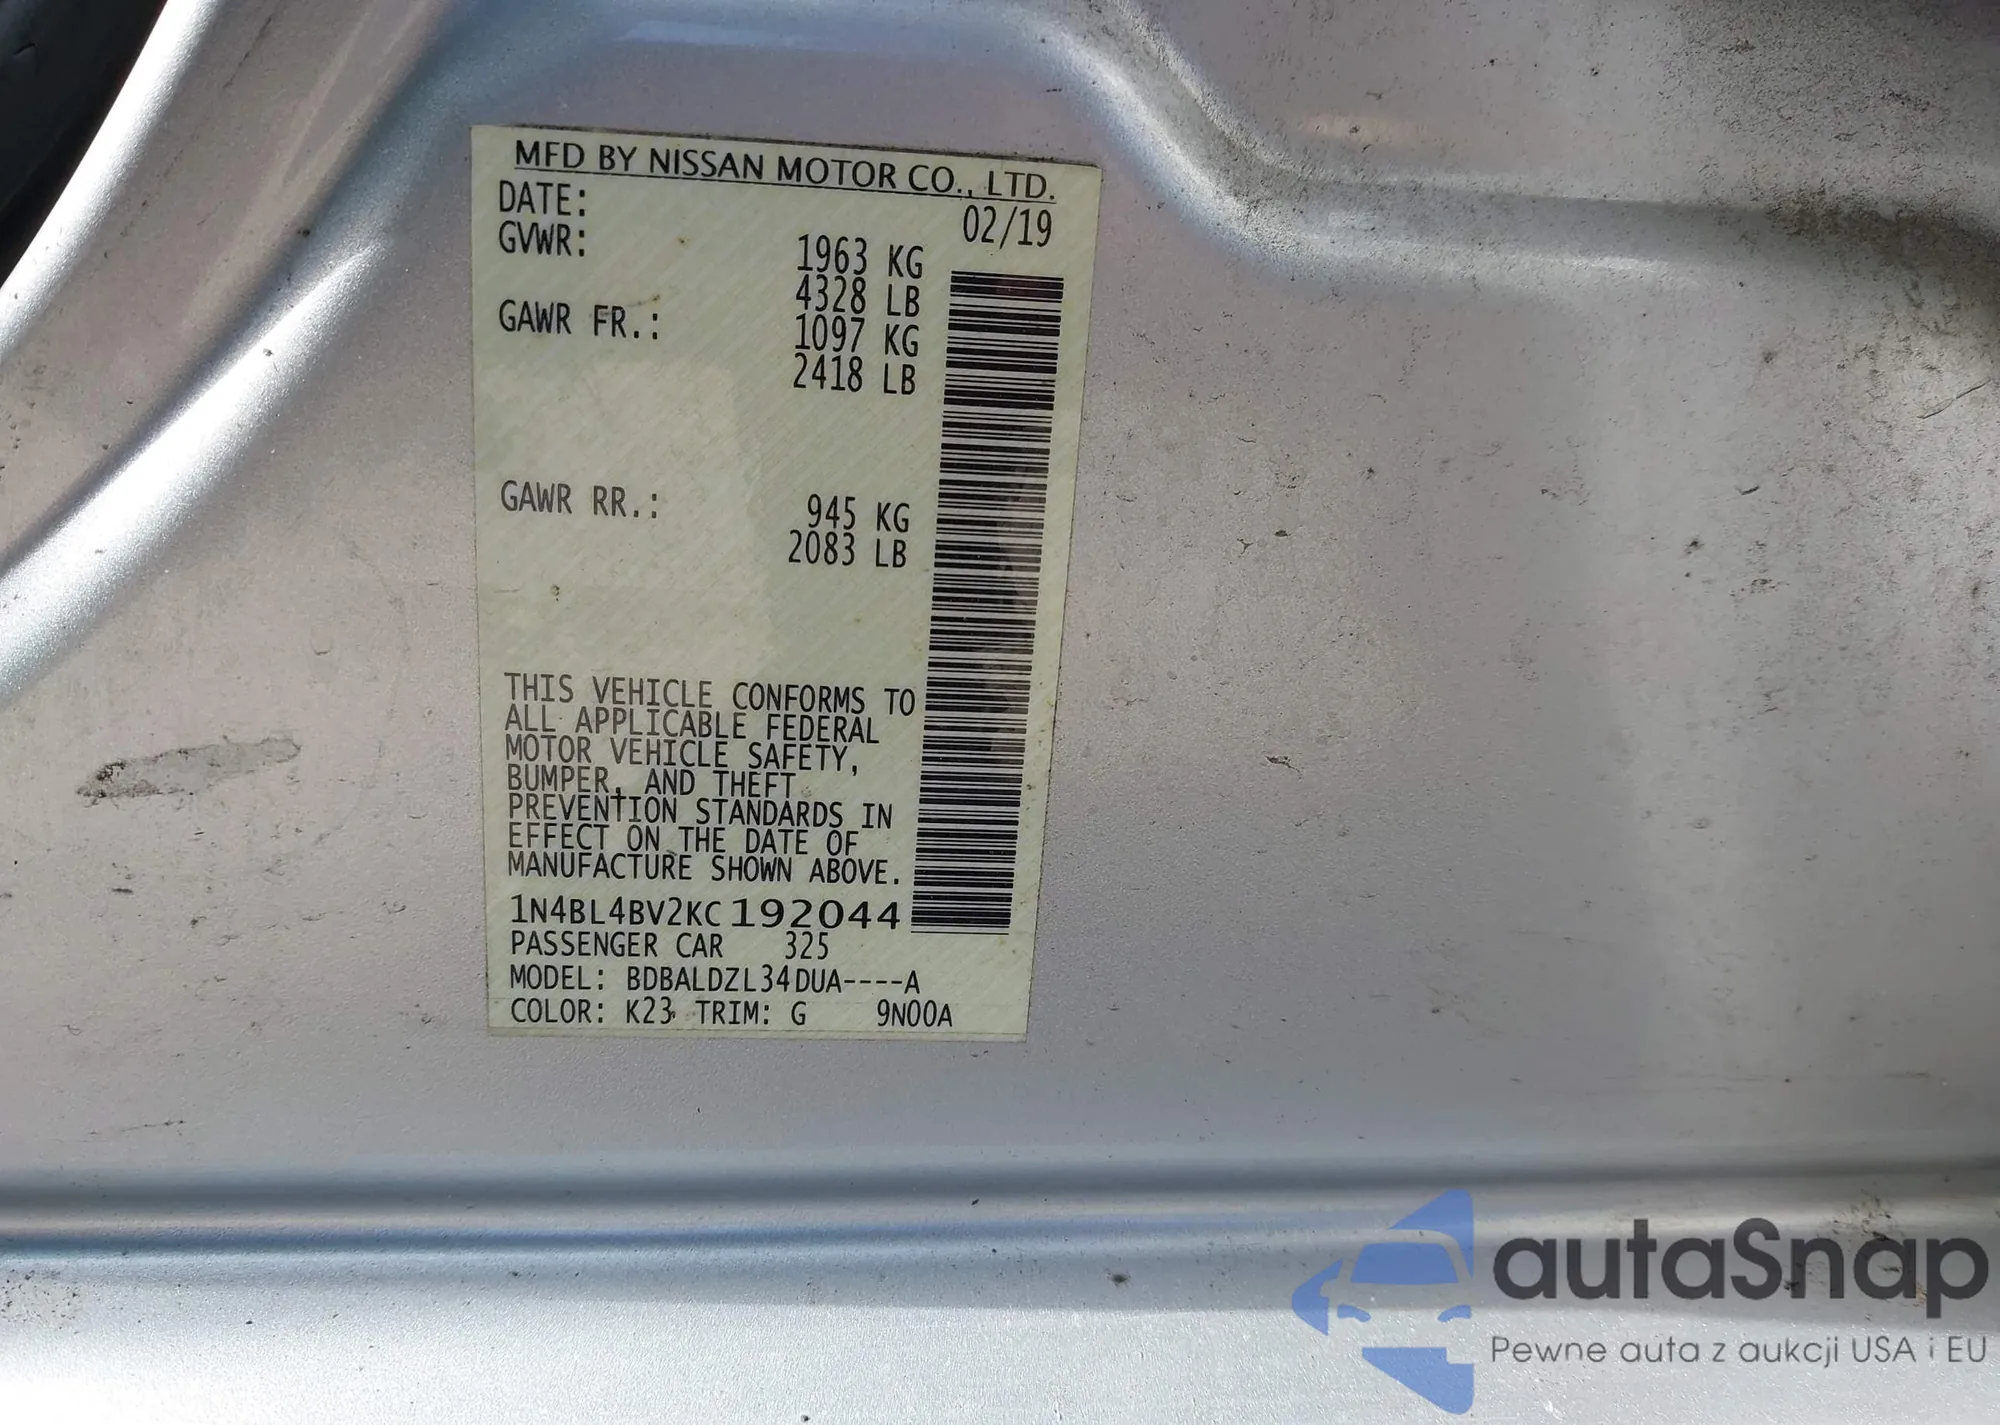 MFD BY NISSAN MOTOR CO., LTD.
DATE: 02/19
GVWR: 1963 KG
4328 LB
GAWR FR.: 1097 KG
2418 LB
GAWR RR.: 945 KG
2083 LB
THIS VEHICLE CONFORMS TO
ALL APPLICABLE FEDERAL
MOTOR VEHICLE SAFETY,
BUMPER, AND THEFT
PREVENTION STANDARDS IN
EFFECT ON THE DATE OF
MANUFACTURE SHOWN ABOVE.
1N4BL4BV2KC192044
PASSENGER CAR 325
MODEL: BDBALDZL34DUA----A
COLOR: K23 TRIM: G 9N00A
autaSnap
Pewne auta z aukcji USA i EU